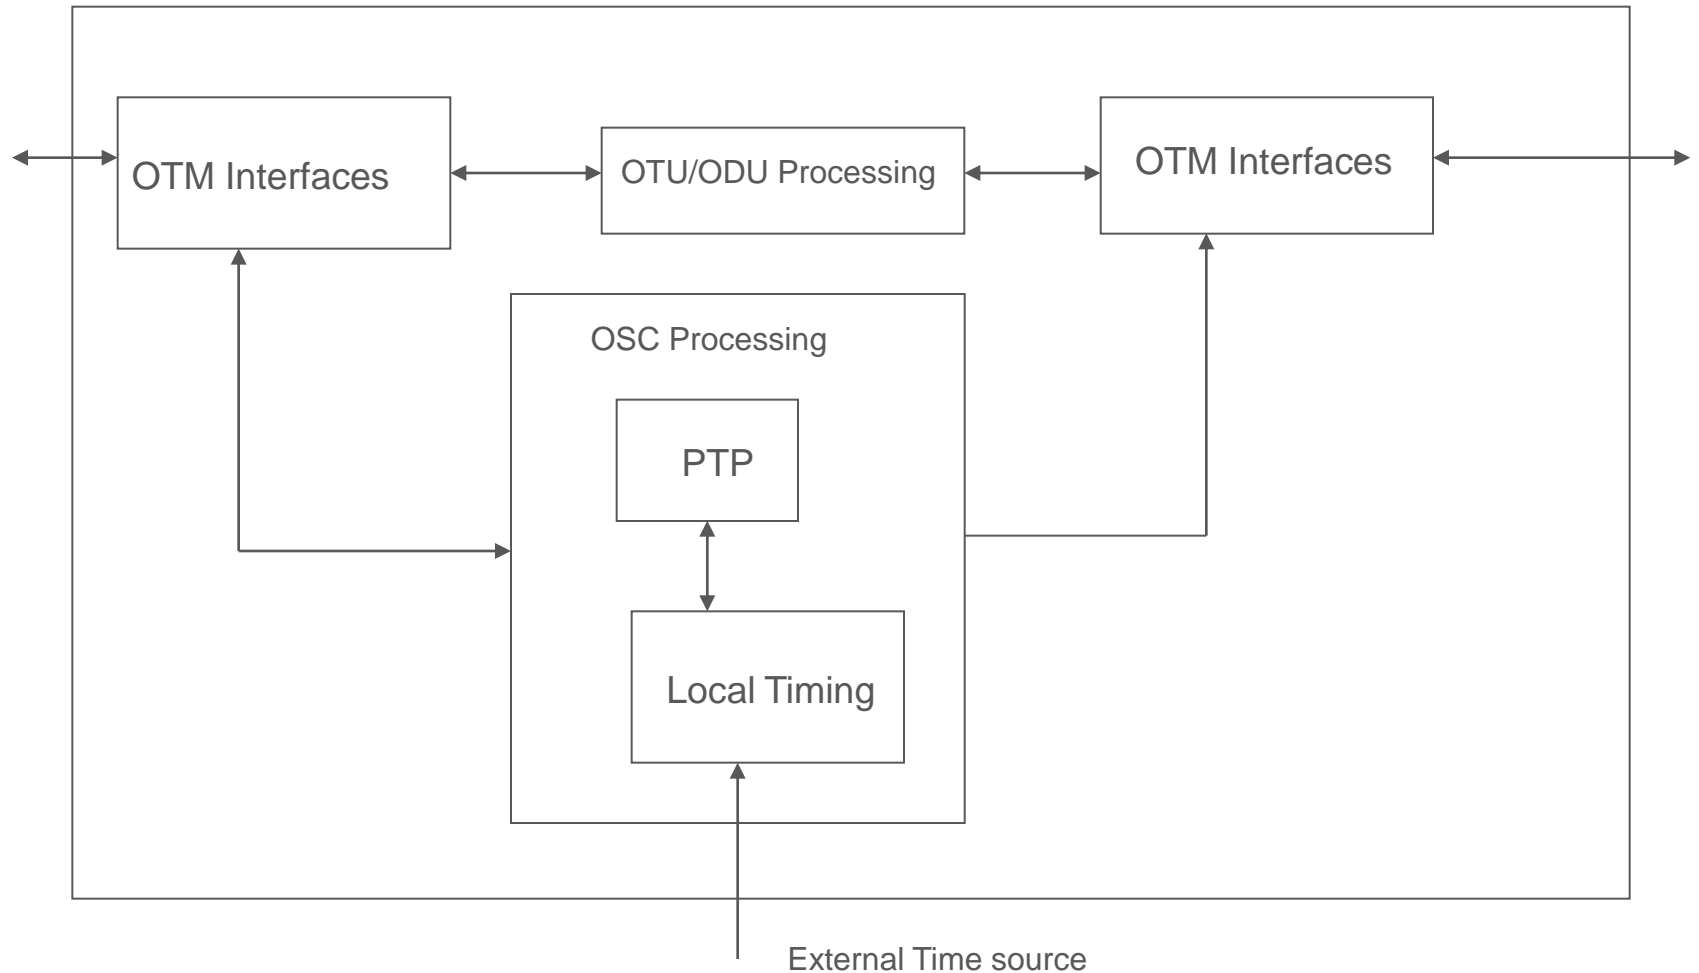 OTM Interfaces
OTU/ODU Processing
OTM Interfaces
OSC Processing
PTP
Local Timing
External Time source